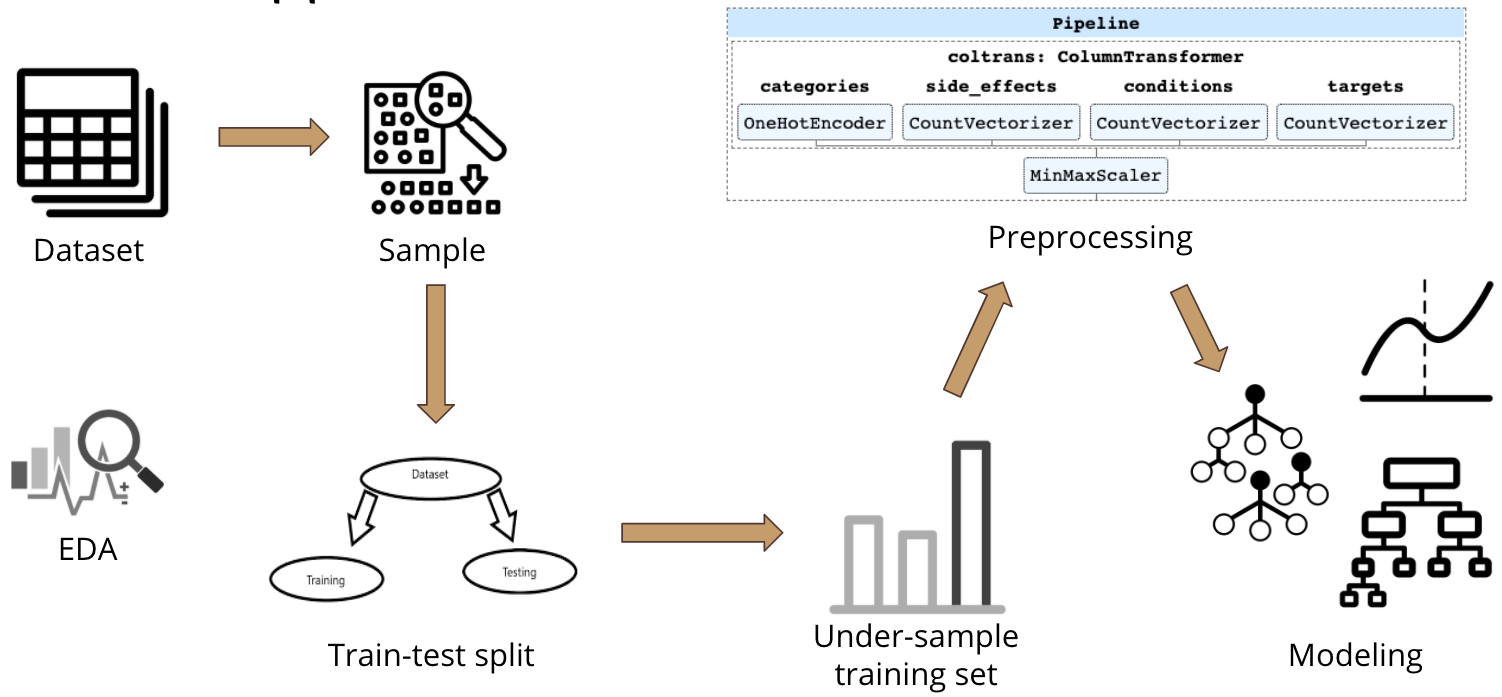 Pipeline
coltrans: ColumnTransformer
categories side_effects conditions targets
OneHotEncoder CountVectorizer CountVectorizer CountVectorizer
MinMaxScaler
Dataset
Sample
Preprocessing
EDA
Dataset
Training
Testing
Train-test split
Under-sample
training set
Modeling